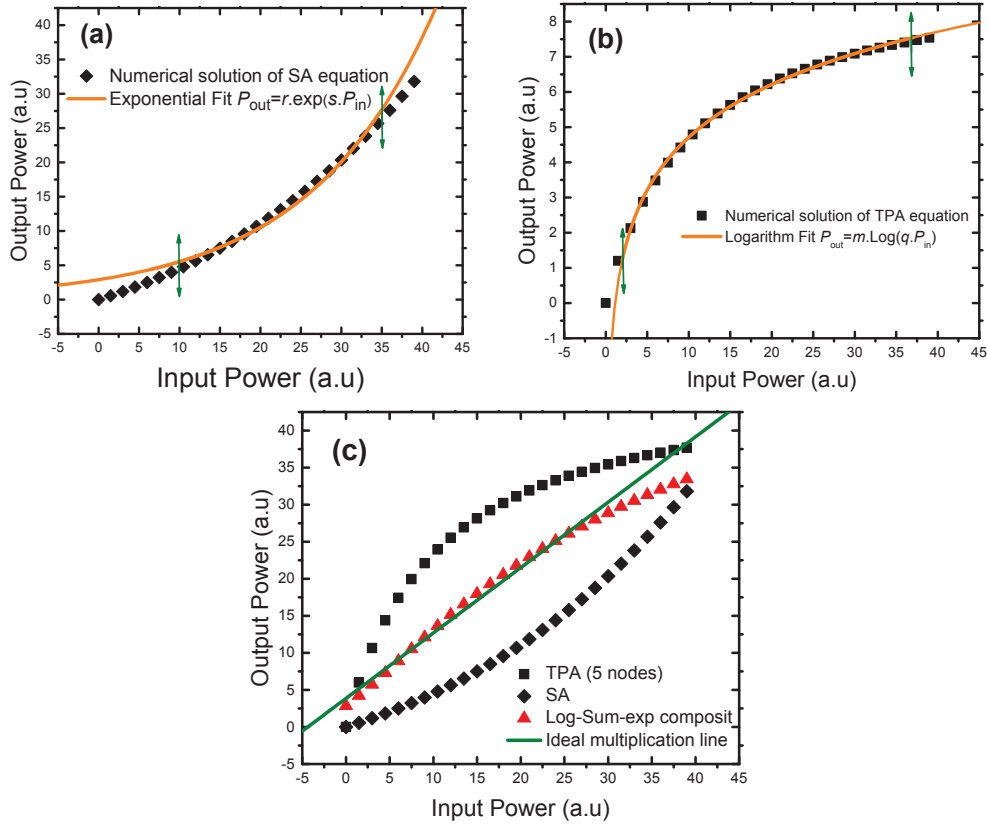 (a)
Numerical solution of SA equation
Exponential Fit P_out=r.exp(s.P_in)
Output Power (a.u)
40
35
30
25
20
15
10
5
0
-5
-5 0 5 10 15 20 25 30 35 40 45
Input Power (a.u)
(b)
Numerical solution of TPA equation
Logarithm Fit P_out=m.Log(q.P_in)
Output Power (a.u)
8
7
6
5
4
3
2
1
0
-1
-5 0 5 10 15 20 25 30 35 40 45
Input Power (a.u)
(c)
TPA (5 nodes)
SA
Log-Sum-exp composit
Ideal multiplication line
Output Power (a.u)
40
35
30
25
20
15
10
5
0
-5
-5 0 5 10 15 20 25 30 35 40 45
Input Power (a.u)